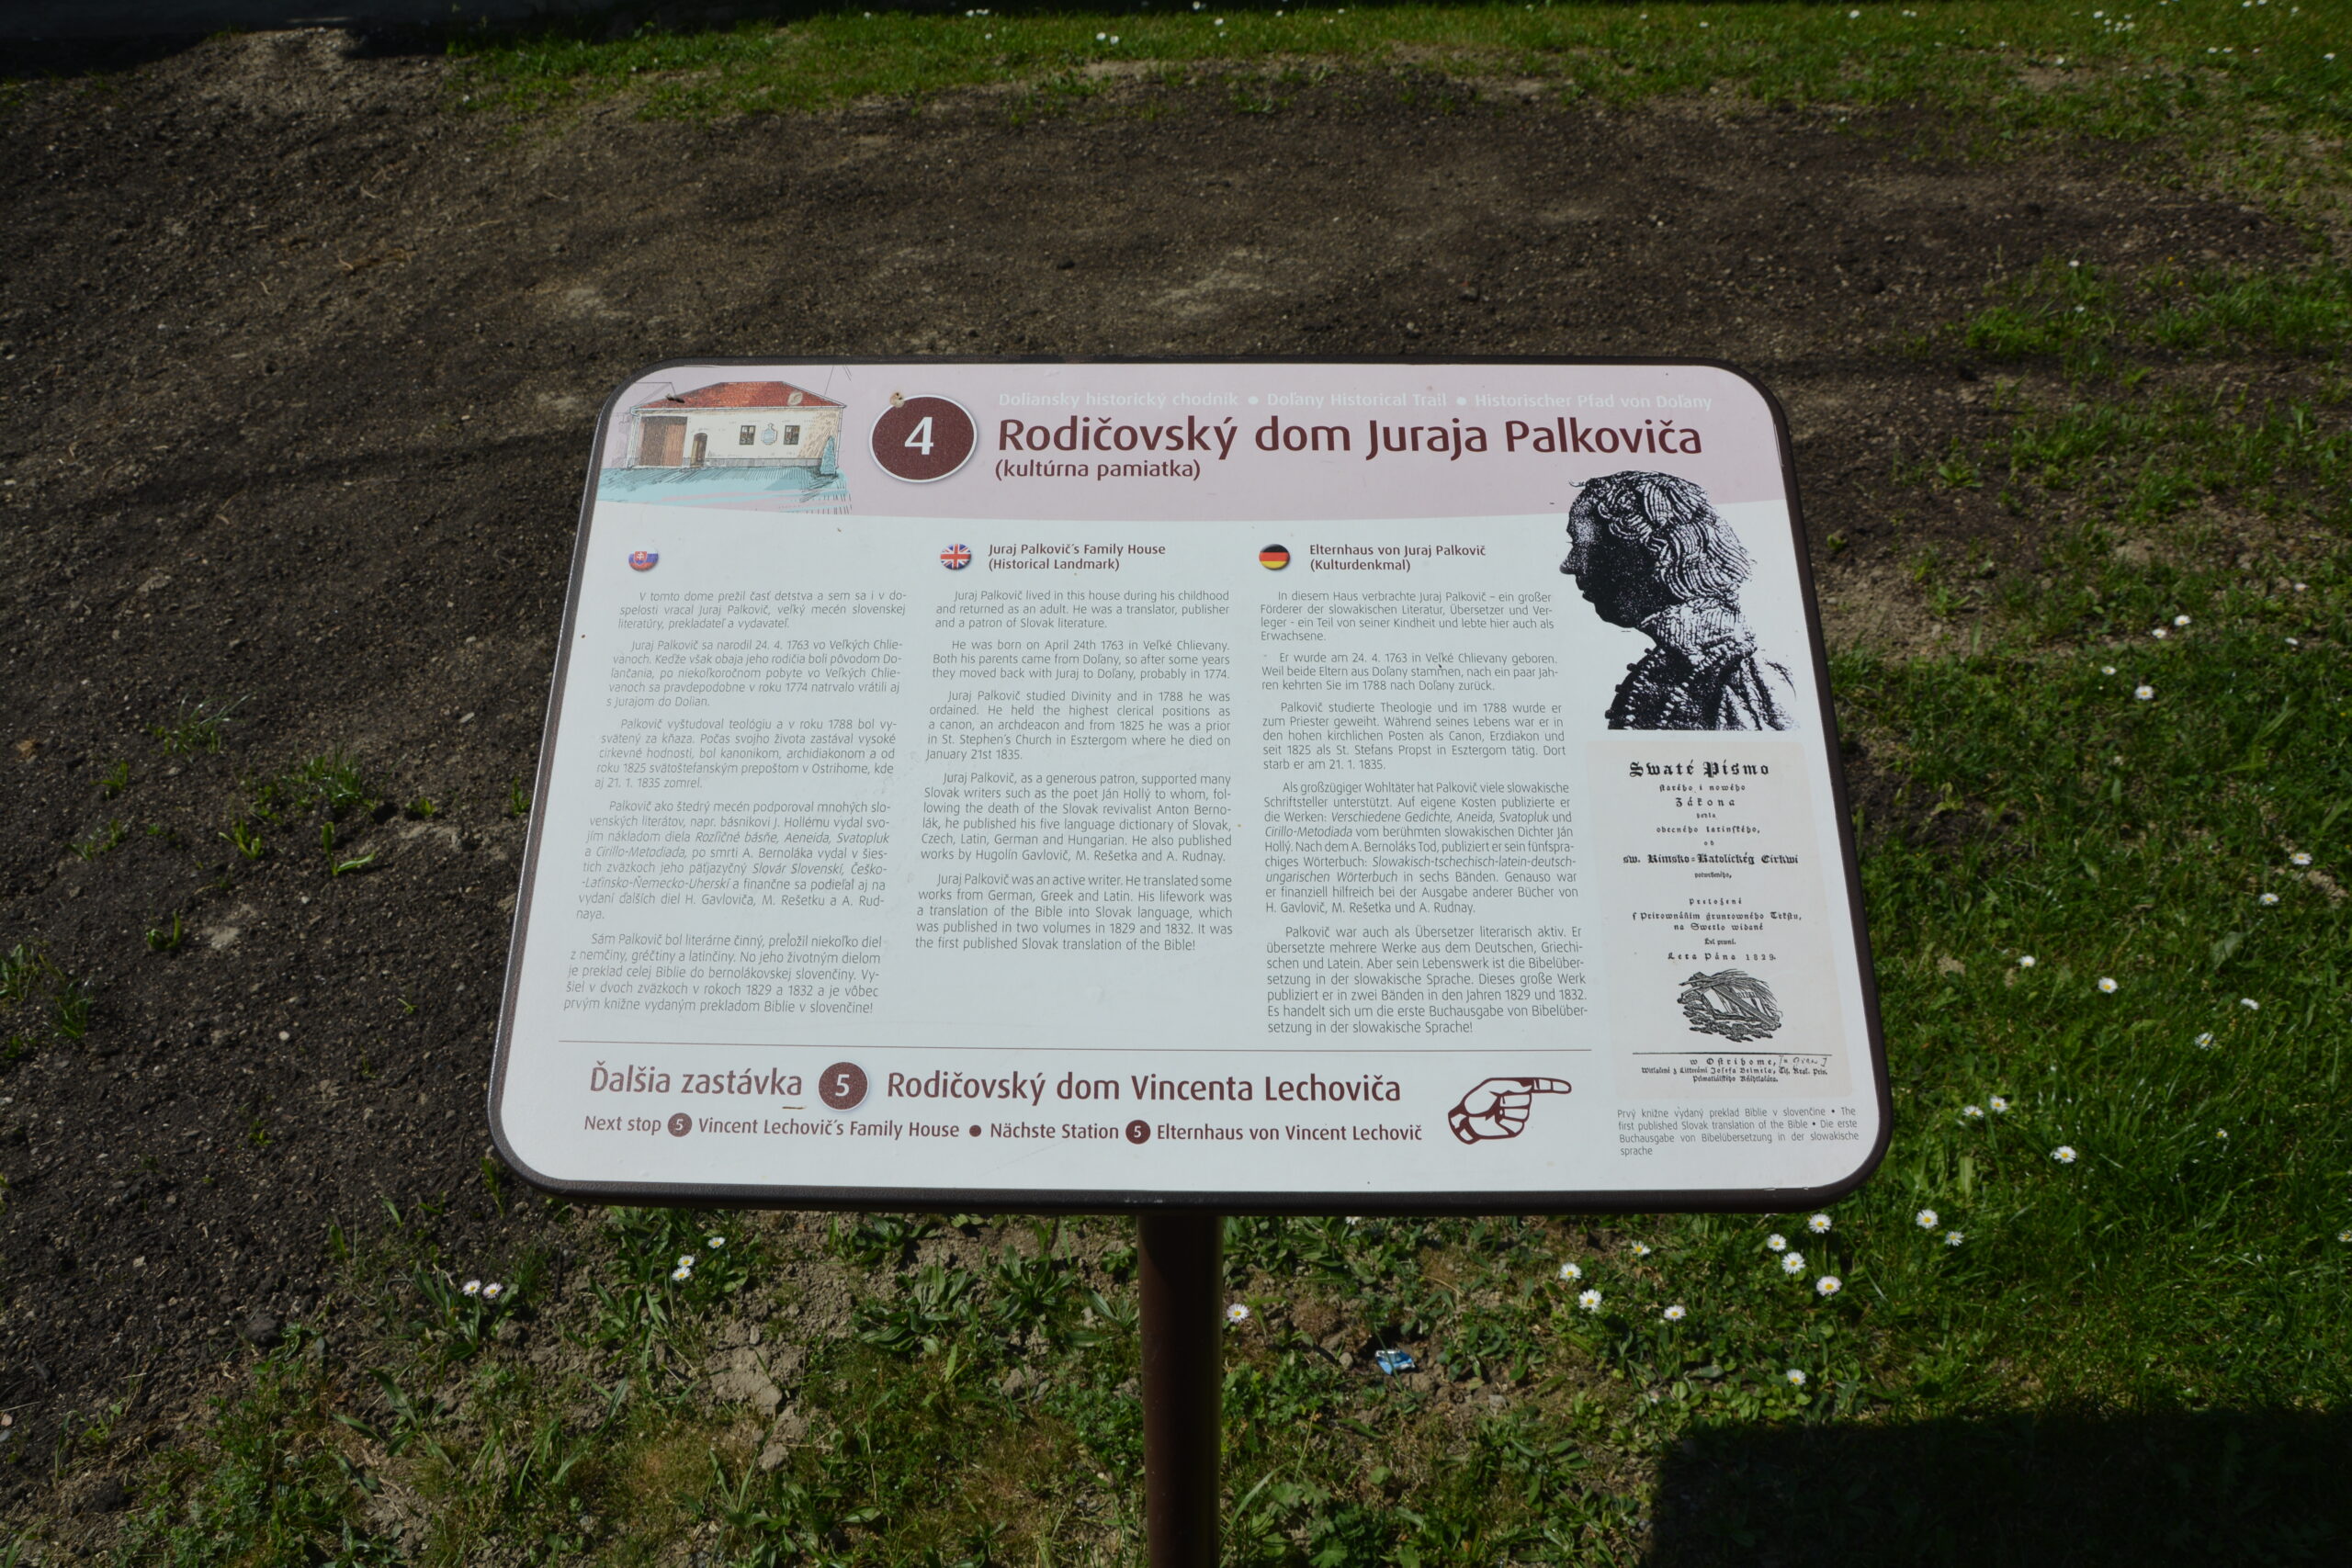 Doliansky historický chodník ● Doľany Historical Trail ● Historischer Pfad von Doľany
4 Rodičovský dom Juraja Palkoviča
(kultúrna pamiatka)
V tomto dome prežil časť detstva a sem sa i v do-
spelosti vracal Juraj Palkovič, veľký mecén slovenskej
literatúry, prekladateľ a vydavateľ.
Juraj Palkovič sa narodil 24. 4. 1763 vo Veľkých Chlie-
vanoch. Keďže však obaja jeho rodičia boli pôvodom Do-
lančania, po niekoľkoročnom pobyte vo Veľkých Chlie-
vanoch sa pravdepodobne v roku 1774 natrvalo vrátili aj
s Jurajom do Dolian.
Palkovič vyštudoval teológiu a v roku 1788 bol vy-
svätený za kňaza. Počas svojho života zastával vysoké
cirkevné hodnosti, bol kanonikom, archidiakonom a od
roku 1825 svätoštefanským prepoštom v Ostrihome, kde
aj 21. 1. 1835 zomrel.
Palkovič ako štedrý mecén podporoval mnohých slo-
venských literátov, napr. básnikovi J. Hollému vydal svo-
jím nákladom diela Rozličné básňe, Aeneida, Svatopluk
a Cirillo-Metodiada, po smrti A. Bernoláka vydal v šies-
tich zväzkoch jeho päťjazyčný Slovár Slovenskí, Češko-
-Laťinsko-Ňemecko-Uherskí a finančne sa podieľal aj na
vydaní ďalších diel H. Gavloviča, M. Rešetku a A. Rud-
naya.
Sám Palkovič bol literárne činný, preložil niekoľko diel
z nemčiny, gréčtiny a latinčiny. No jeho životným dielom
je preklad celej Biblie do bernolákovskej slovenčiny. Vy-
šiel v dvoch zväzkoch v rokoch 1829 a 1832 a je vôbec
prvým knižne vydaným prekladom Biblie v slovenčine!
Juraj Palkovič´s Family House
(Historical Landmark)
Juraj Palkovič lived in this house during his childhood
and returned as an adult. He was a translator, publisher
and a patron of Slovak literature.
He was born on April 24th 1763 in Veľké Chlievany.
Both his parents came from Doľany, so after some years
they moved back with Juraj to Doľany, probably in 1774.
Juraj Palkovič studied Divinity and in 1788 he was
ordained. He held the highest clerical positions as
a canon, an archdeacon and from 1825 he was a prior
in St. Stephen's Church in Esztergom where he died on
January 21st 1835.
Juraj Palkovič, as a generous patron, supported many
Slovak writers such as the poet Ján Hollý to whom, fol-
lowing the death of the Slovak revivalist Anton Berno-
lák, he published his five language dictionary of Slovak,
Czech, Latin, German and Hungarian. He also published
works by Hugolín Gavlovič, M. Rešetka and A. Rudnay.
Juraj Palkovič was an active writer. He translated some
works from German, Greek and Latin. His lifework was
a translation of the Bible into Slovak language, which
was published in two volumes in 1829 and 1832. It was
the first published Slovak translation of the Bible!
Elternhaus von Juraj Palkovič
(Kulturdenkmal)
In diesem Haus verbrachte Juraj Palkovič – ein großer
Förderer der slowakischen Literatur, Übersetzer und Ver-
leger - ein Teil von seiner Kindheit und lebte hier auch als
Erwachsene.
Er wurde am 24. 4. 1763 in Veľké Chlievany geboren.
Weil beide Eltern aus Doľany stammen, nach ein paar Jah-
ren kehrten Sie im 1788 nach Doľany zurück.
Palkovič studierte Theologie und im 1788 wurde er
zum Priester geweiht. Während seines Lebens war er in
den hohen kirchlichen Posten als Canon, Erzdiakon und
seit 1825 als St. Stefans Propst in Esztergom tätig. Dort
starb er am 21. 1. 1835.
Als großzügiger Wohltäter hat Palkovič viele slowakische
Schriftsteller unterstützt. Auf eigene Kosten publizierte er
die Werken: Verschiedene Gedichte, Aneida, Svatopluk und
Cirillo-Metodiada vom berühmten slowakischen Dichter Ján
Hollý. Nach dem A. Bernoláks Tod, publiziert er sein fünfspra-
chiges Wörterbuch: Slowakisch-tschechisch-latein-deutsch-
ungarischen Wörterbuch in sechs Bänden. Genauso war
er finanziell hilfreich bei der Ausgabe anderer Bücher von
H. Gavlovič, M. Rešetka und A. Rudnay.
Palkovič war auch als Übersetzer literarisch aktiv. Er
übersetzte mehrere Werke aus dem Deutschen, Griechi-
schen und Latein. Aber sein Lebenswerk ist die Bibelüber-
setzung in der slowakische Sprache. Dieses große Werk
publiziert er in zwei Bänden in den Jahren 1829 und 1832.
Es handelt sich um die erste Buchausgabe von Bibelüber-
setzung in der slowakische Sprache!
Swaté Písmo
starého i nového
Zákona
podla
obecného latinského,
od
sw. Rimsko-Katolickég Cirkwi
potwrďeného,
Preložené
s Prirownáňím gruntowného Tekstu,
na Swetlo widané
Leta Páno 1829.
w Ostrihome,
Prvý knižne vydaný preklad Biblie v slovenčine • The
first published Slovak translation of the Bible • Die erste
Buchausgabe von Bibelübersetzung in der slowakische
sprache
Ďalšia zastávka 5 Rodičovský dom Vincenta Lechoviča
Next stop 5 Vincent Lechovič´s Family House ● Nächste Station 5 Elternhaus von Vincent Lechovič